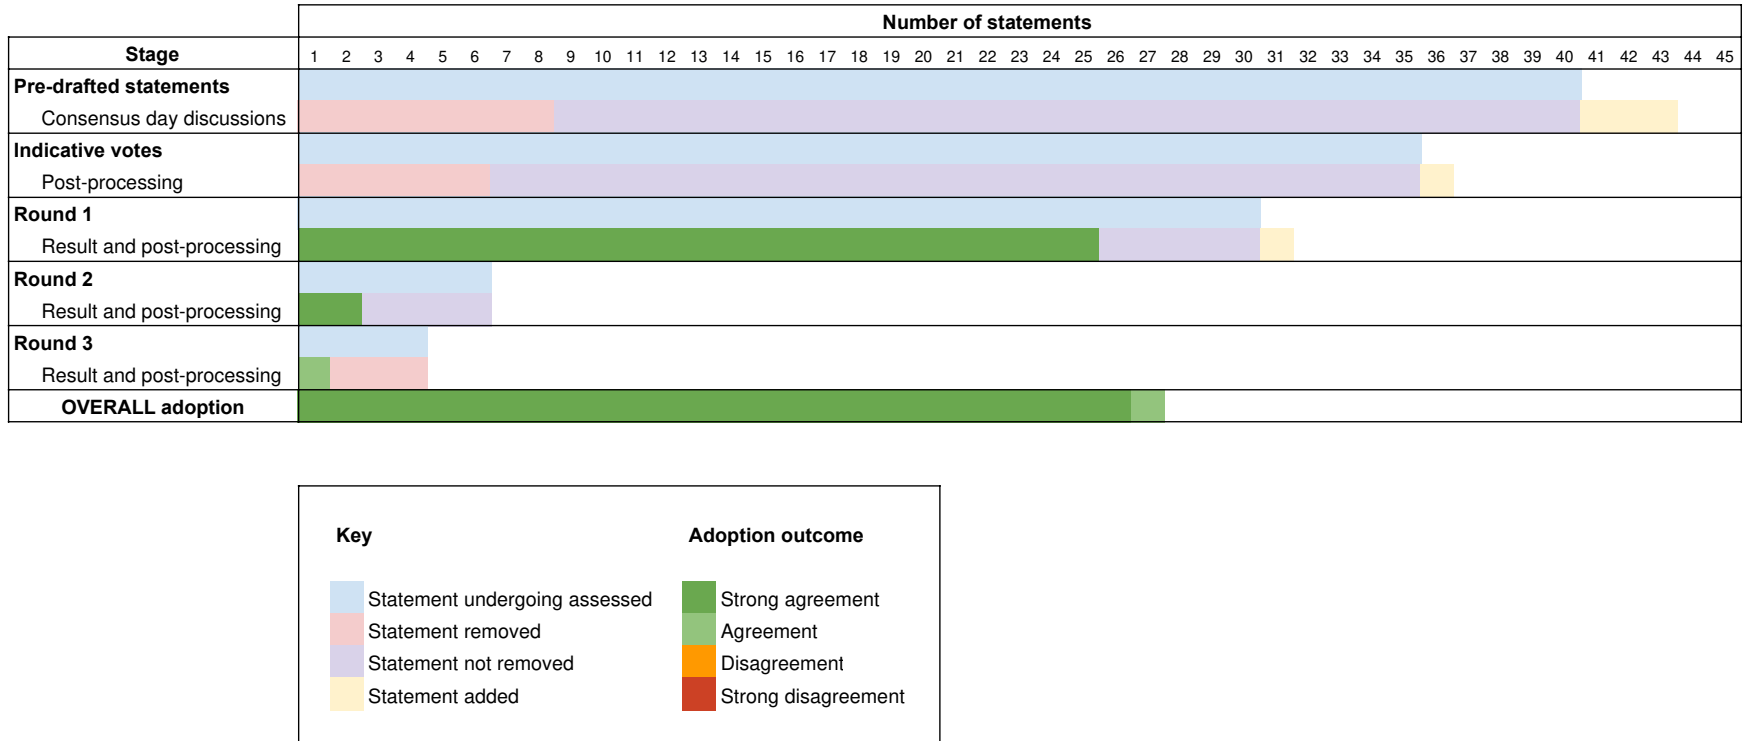 Number of statements
Stage 1 2 3 4 5 6 7 8 9 10 11 12 13 14 15 16 17 18 19 20 21 22 23 24 25 26 27 28 29 30 31 32 33 34 35 36 37 38 39 40 41 42 43 44 45
Pre-drafted statements
Consensus day discussions
Indicative votes
Post-processing
Round 1
Result and post-processing
Round 2
Result and post-processing
Round 3
Result and post-processing
OVERALL adoption
Key Adoption outcome
Statement undergoing assessed Strong agreement
Statement removed Agreement
Statement not removed Disagreement
Statement added Strong disagreement